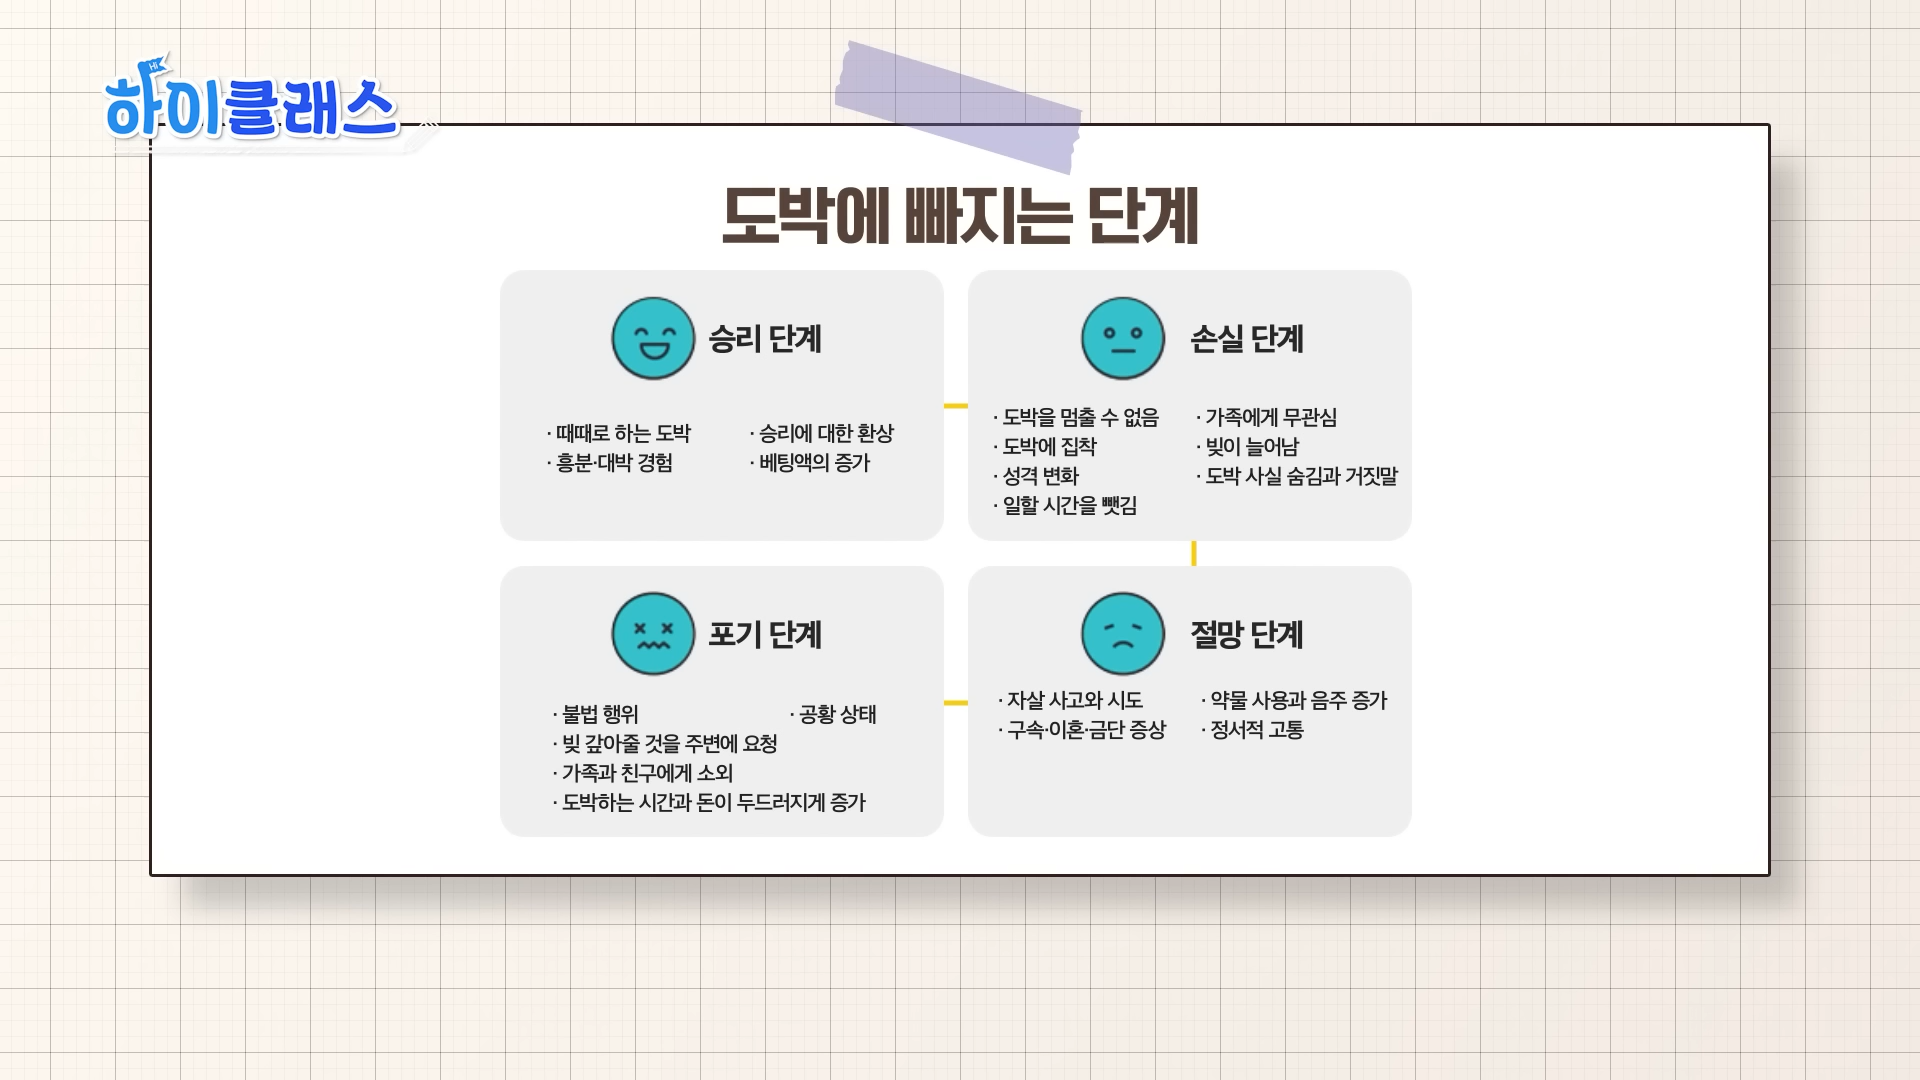 Hi
하이클래스
도박에 빠지는 단계
승리 단계
· 때때로 하는 도박
· 흥분·대박 경험
· 승리에 대한 환상
· 베팅액의 증가
손실 단계
· 도박을 멈출 수 없음
· 도박에 집착
· 성격 변화
· 일할 시간을 뺏김
· 가족에게 무관심
· 빚이 늘어남
· 도박 사실 숨김과 거짓말
절망 단계
· 자살 사고와 시도
· 구속·이혼·금단 증상
· 약물 사용과 음주 증가
· 정서적 고통
포기 단계
· 불법 행위
· 빚 갚아줄 것을 주변에 요청
· 가족과 친구에게 소외
· 도박하는 시간과 돈이 두드러지게 증가
· 공황 상태